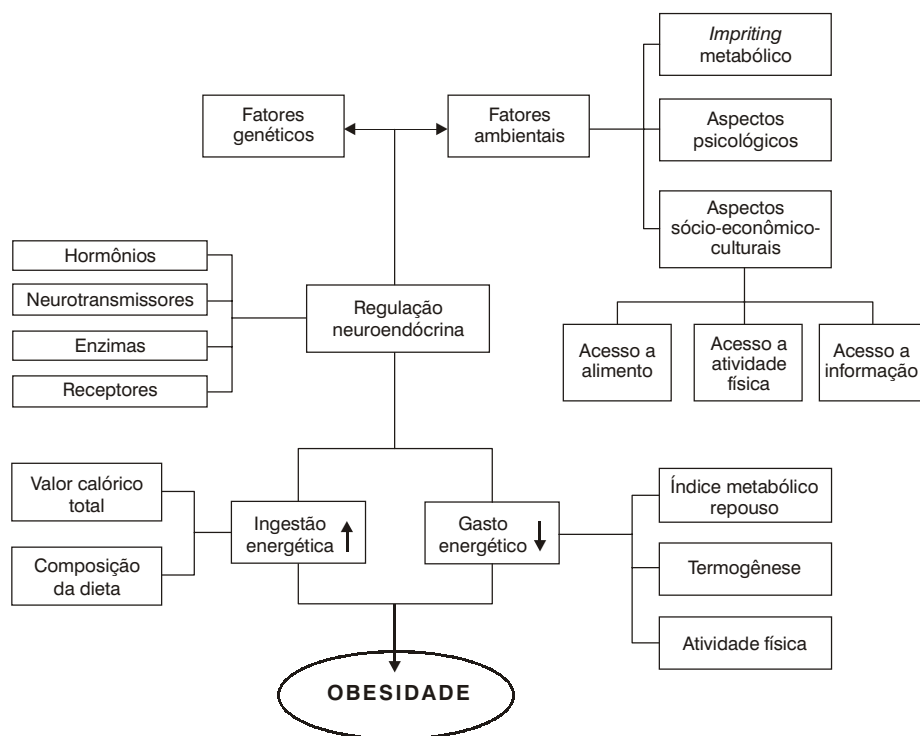 Impriting
metabólico
Fatores
genéticos
Fatores
ambientais
Aspectos
psicológicos
Aspectos
sócio-econômico-
culturais
Hormônios
Neurotransmissores
Enzimas
Receptores
Regulação
neuroendócrina
Acesso a
alimento
Acesso a
atividade
física
Acesso a
informação
Valor calórico
total
Composição
da dieta
Ingestão
energética
Gasto
energético
Índice metabólico
repouso
Termogênese
Atividade física
OBESIDADE